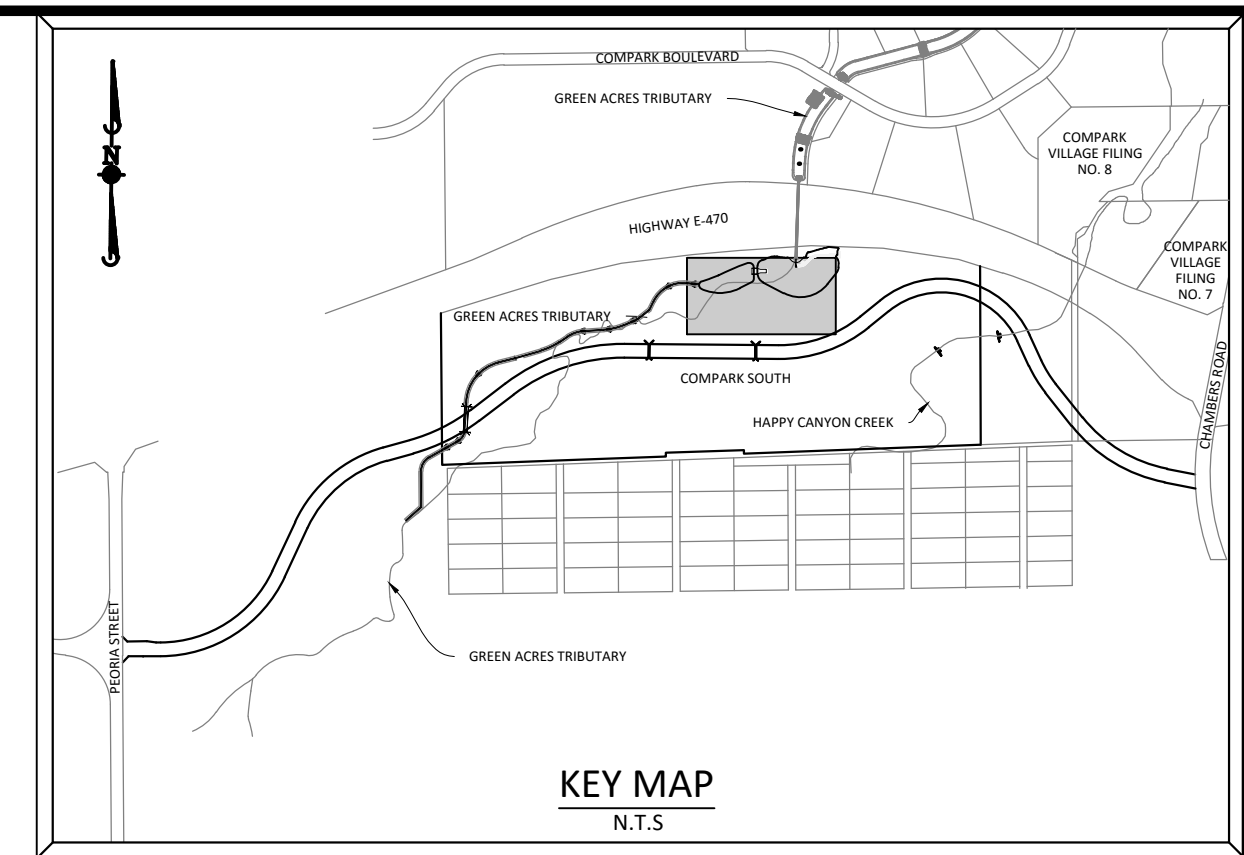 COMPARK BOULEVARD
GREEN ACRES TRIBUTARY
N
COMPARK
VILLAGE FILING
NO. 8
HIGHWAY E-470
COMPARK
VILLAGE
FILING
NO. 7
GREEN ACRES TRIBUTARY
COMPARK SOUTH
HAPPY CANYON CREEK
CHAMBERS ROAD
PEORIA STREET
GREEN ACRES TRIBUTARY
KEY MAP
N.T.S